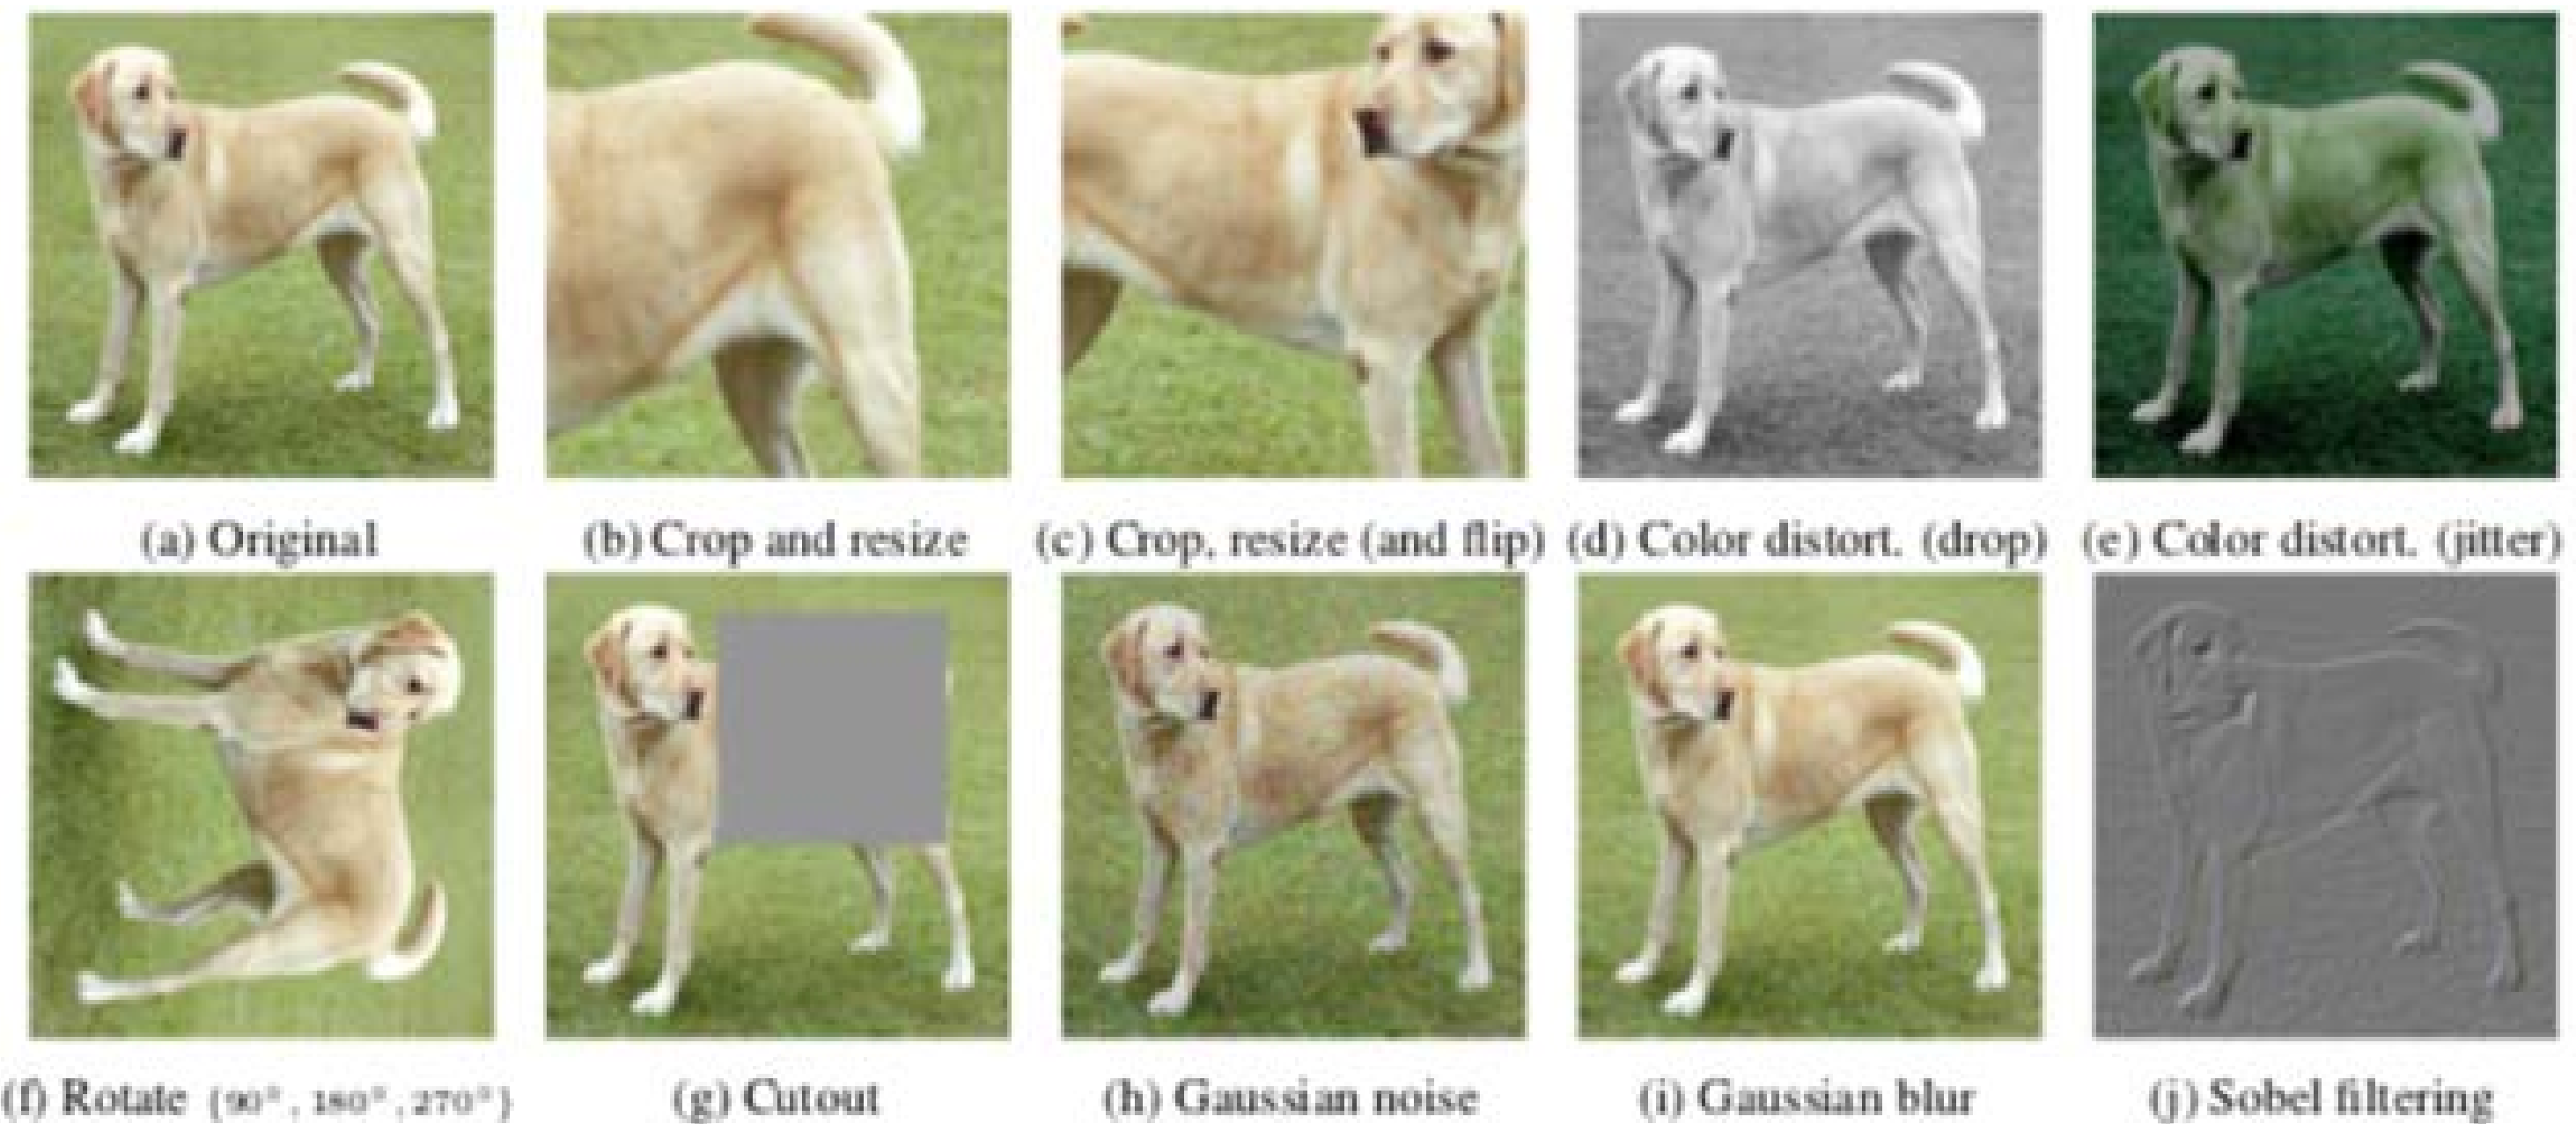 (a) Original
(b) Crop and resize
(c) Crop, resize (and flip)
(d) Color distort. (drop)
(e) Color distort. (jitter)
(f) Rotate {90°, 180°, 270°}
(g) Cutout
(h) Gaussian noise
(i) Gaussian blur
(j) Sobel filtering